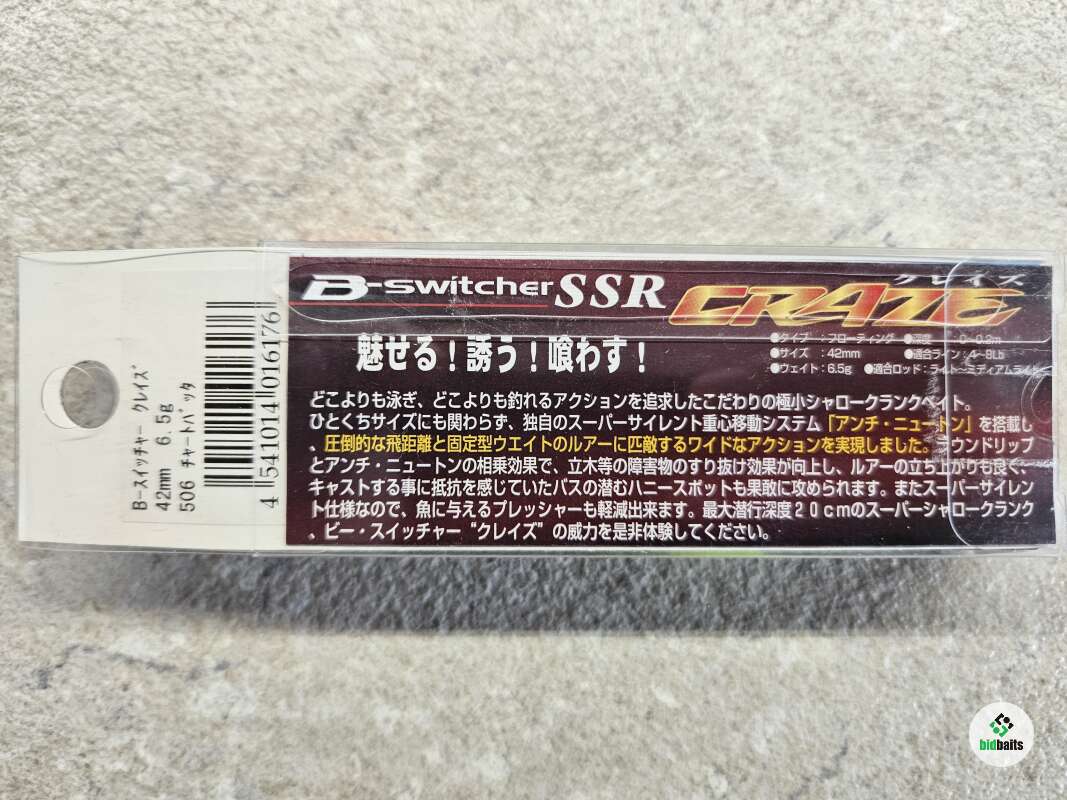 B-スイッチャー クレイズ
42mm 6.5g
506 チャートバッタ
4 541014 016176
B-switcher SSR CRAZE
クレイズ
魅せる!誘う!喰わす!
●タイプ :フローティング ●深度 :0~0.2m
●サイズ :42mm ●適合ライン:4~8Lb
●ウェイト:6.5g ●適合ロッド:ライト~ミディアムライト
どこよりも泳ぎ、どこよりも釣れるアクションを追求したこだわりの極小シャロークランクベイト。
ひとくちサイズにも関わらず、独自のスーパーサイレント重心移動システム「アンチ・ニュートン」を搭載し
、圧倒的な飛距離と固定型ウエイトのルアーに匹敵するワイドなアクションを実現しました。ラウンドリップ
とアンチ・ニュートンの相乗効果で、立木等の障害物のすり抜け効果が向上し、ルアーの立ち上がりも良く、
キャストする事に抵抗を感じていたバスの潜むハニースポットも果敢に攻められます。またスーパーサイレン
ト仕様なので、魚に与えるプレッシャーも軽減出来ます。最大潜行深度20cmのスーパーシャロークランク
、ビー・スイッチャー“クレイズ”の威力を是非体験してください。
bidbaits